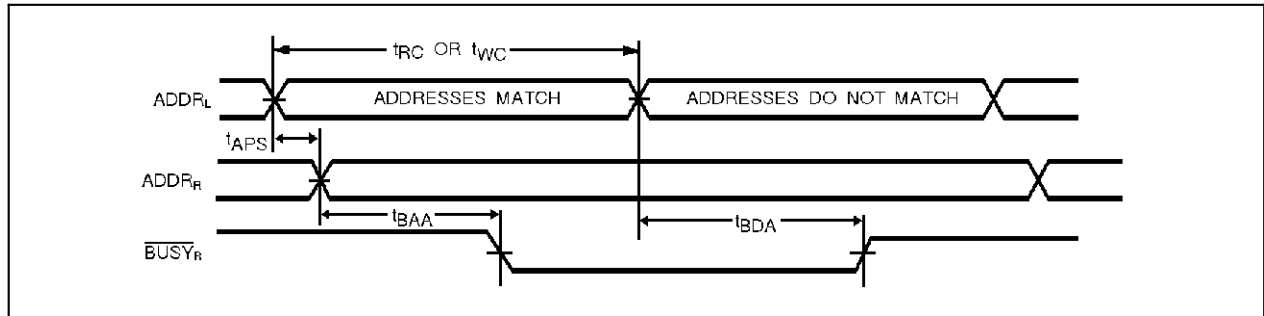 tRC OR tWC
ADDRL ADDRESSES MATCH ADDRESSES DO NOT MATCH
tAPS
ADDRR
tBAA tBDA
BUSYR